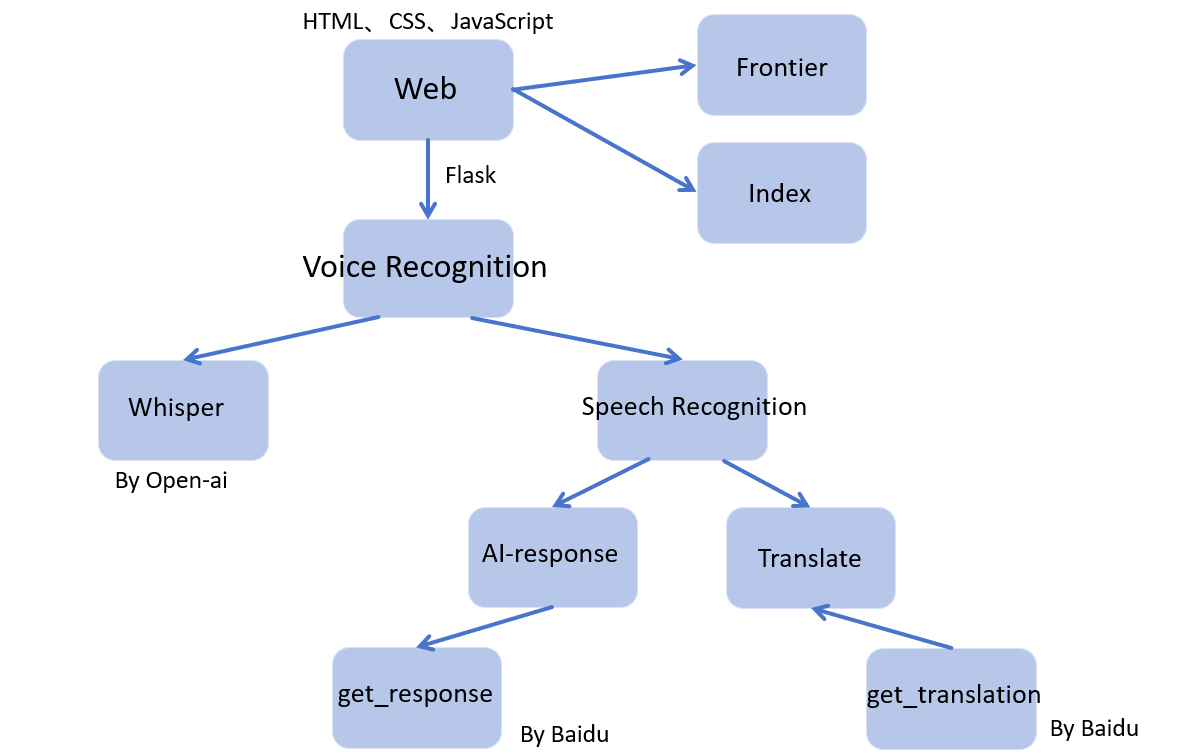 HTML、CSS、JavaScript
Web
Frontier
Flask
Index
Voice Recognition
Whisper
Speech Recognition
By Open-ai
AI-response
Translate
get_response
get_translation
By Baidu
By Baidu